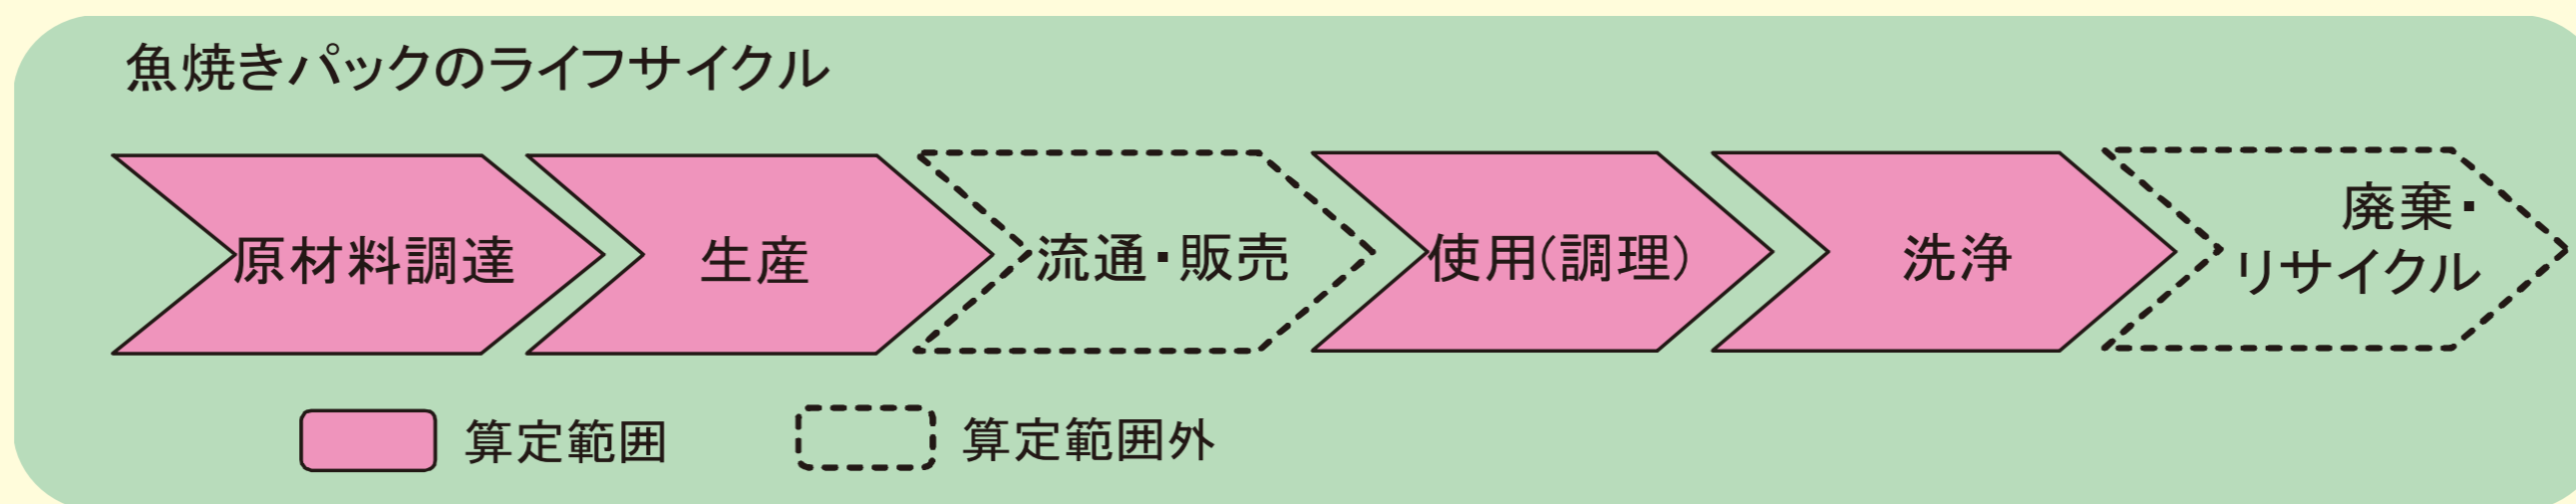 魚焼きパックのライフサイクル
原材料調達
生産
流通・販売
使用(調理)
洗浄
廃棄・
リサイクル
算定範囲
算定範囲外